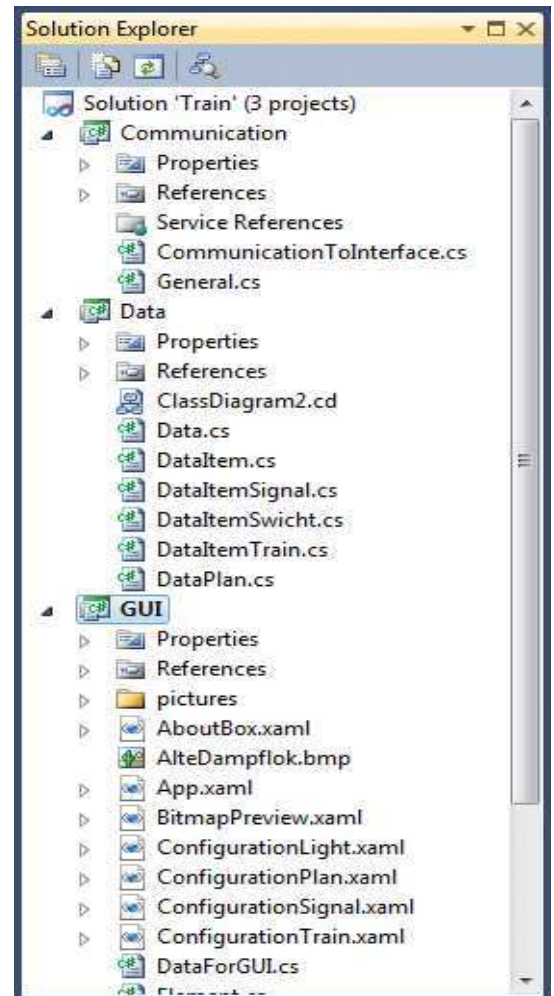 Solution Explorer
Solution 'Train' (3 projects)
Communication
Properties
References
Service References
CommunicationToInterface.cs
General.cs
Data
Properties
References
ClassDiagram2.cd
Data.cs
DataItem.cs
DataItemSignal.cs
DataItemSwicht.cs
DataItemTrain.cs
DataPlan.cs
GUI
Properties
References
pictures
AboutBox.xaml
AlteDampflok.bmp
App.xaml
BitmapPreview.xaml
ConfigurationLight.xaml
ConfigurationPlan.xaml
ConfigurationSignal.xaml
ConfigurationTrain.xaml
DataForGUI.cs